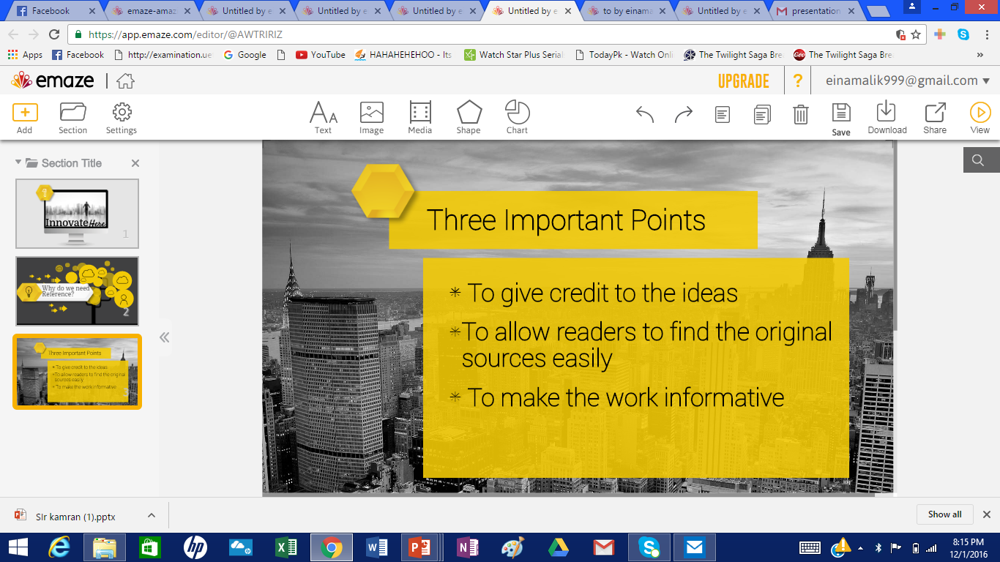 Facebook
emaze-amaz
Untitled by e
Untitled by e
Untitled by e
Untitled by e
to by einama
Untitled by e
presentation
https://app.emaze.com/editor/@AWTRIRIZ
Apps
Facebook
http://examination.ue
Google
YouTube
HAHAHEHEHOO - Its
Watch Star Plus Serial
TodayPk - Watch Onli
The Twilight Saga Bre
Geo
The Twilight Saga Bre
emaze
UPGRADE
?
einamalik999@gmail.com
Add
Section
Settings
Text
Image
Media
Shape
Chart
Save
Download
Share
View
Section Title
1
Innovate Here
1
Why do we need
Reference?
2
Three Important Points
* To give credit to the ideas
*To allow readers to find the original
sources easily
* To make the work informative
3
Three Important Points
* To give credit to the ideas
*To allow readers to find the original
sources easily
* To make the work informative
SIr kamran (1).pptx
Show all
8:15 PM
12/1/2016